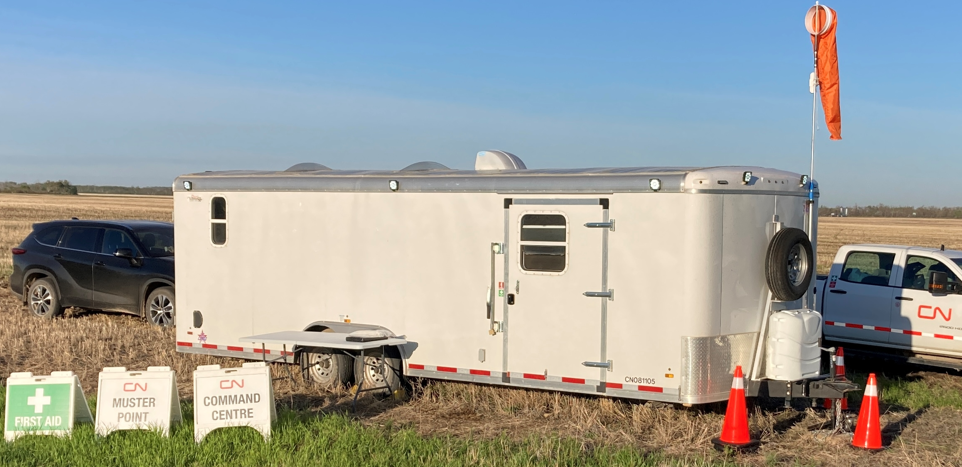 FIRST AID
CN
MUSTER
POINT
CN
COMMAND
CENTRE
CN081105
CN